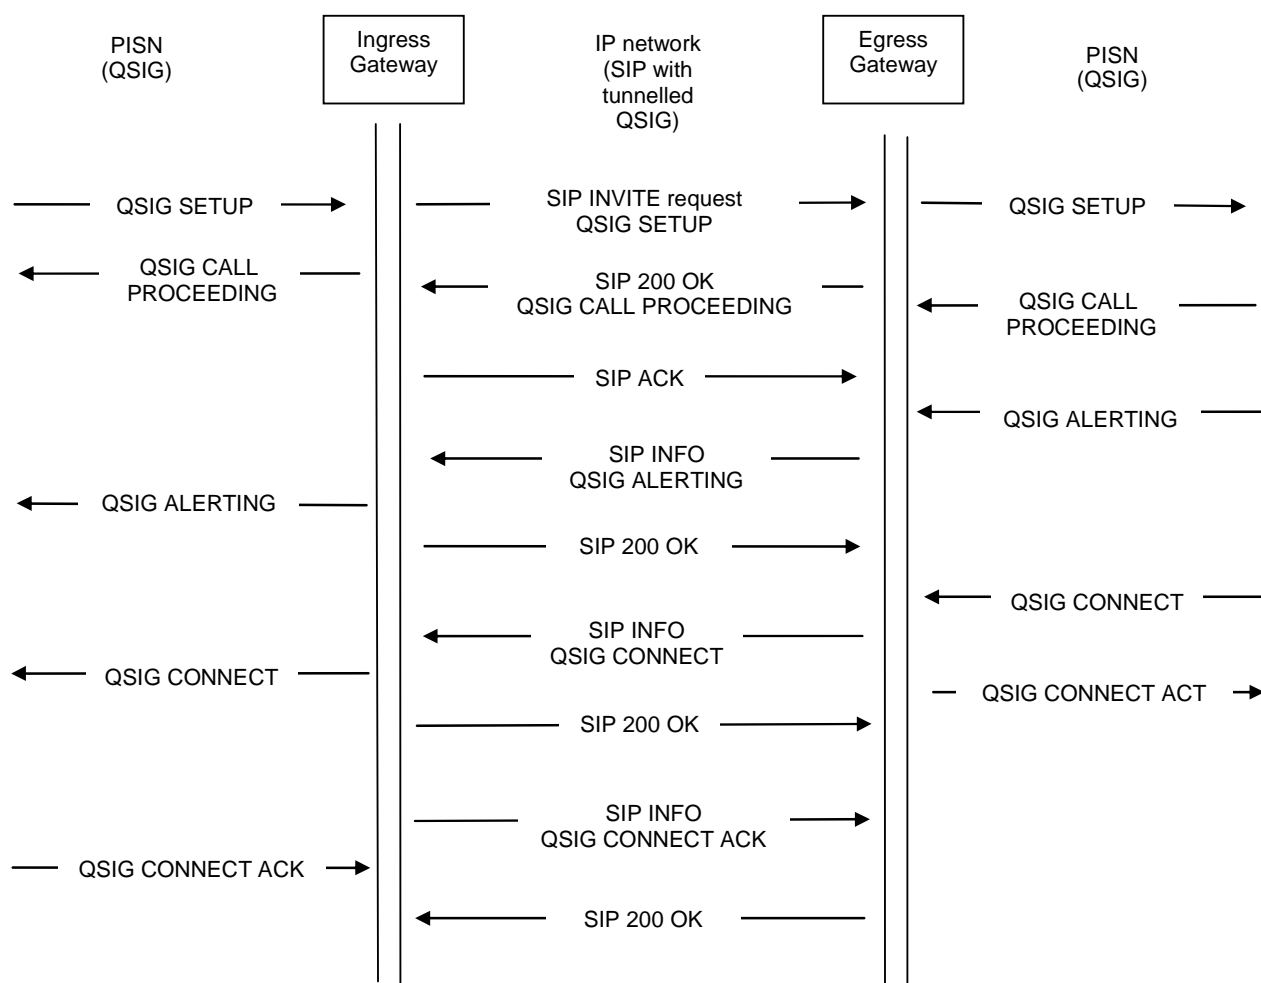 PISN
(QSIG)
Ingress
Gateway
IP network
(SIP with
tunnelled
QSIG)
Egress
Gateway
PISN
(QSIG)
QSIG SETUP
SIP INVITE request
QSIG SETUP
QSIG SETUP
QSIG CALL
PROCEEDING
SIP 200 OK
QSIG CALL PROCEEDING
QSIG CALL
PROCEEDING
SIP ACK
QSIG ALERTING
SIP INFO
QSIG ALERTING
QSIG ALERTING
SIP 200 OK
QSIG CONNECT
SIP INFO
QSIG CONNECT
QSIG CONNECT
QSIG CONNECT ACT
SIP 200 OK
SIP INFO
QSIG CONNECT ACK
QSIG CONNECT ACK
SIP 200 OK